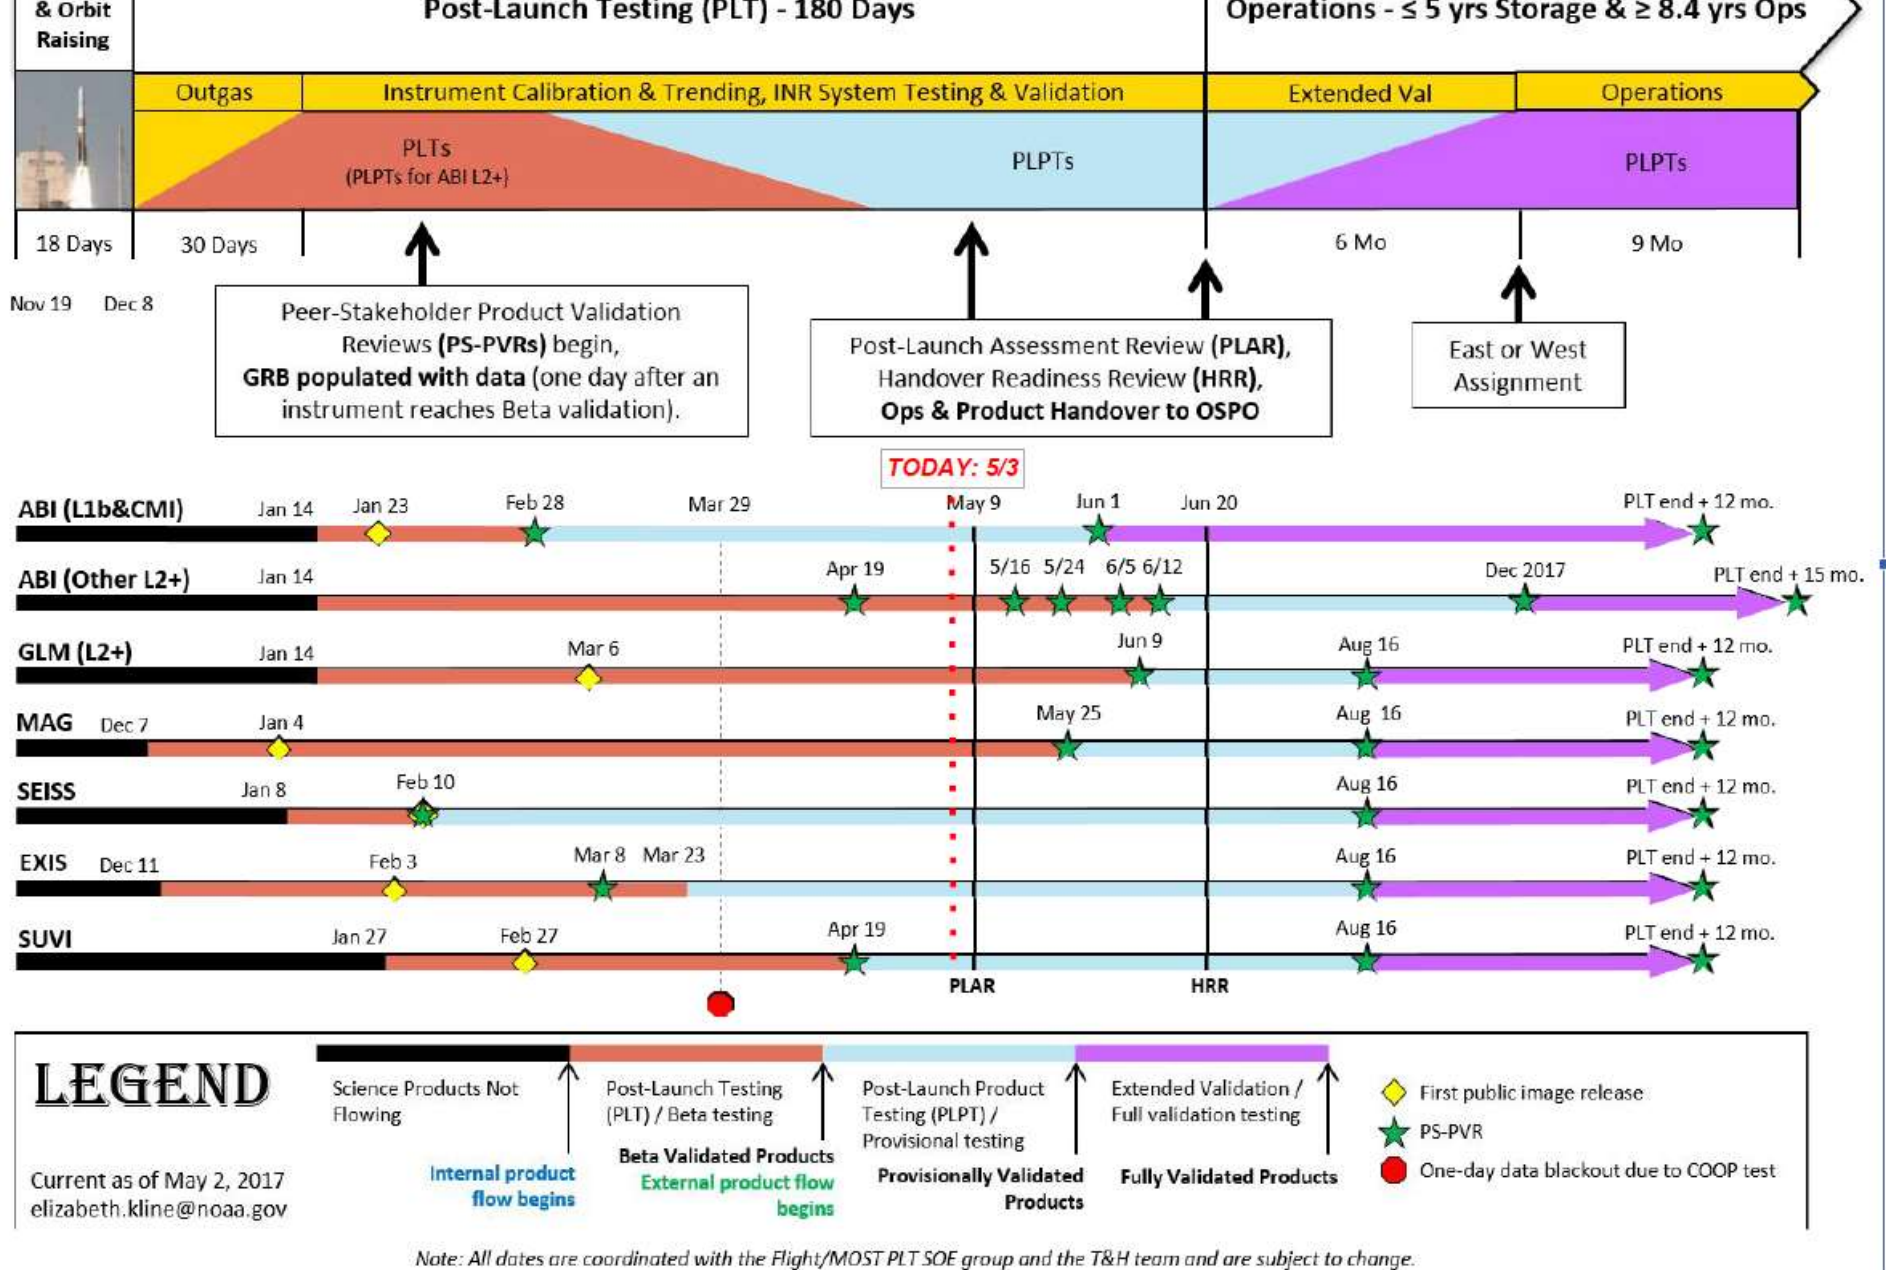 & Orbit
Raising
Post-Launch Testing (PLT) - 180 Days
Operations - ≤ 5 yrs Storage & ≥ 8.4 yrs Ops
Outgas
Instrument Calibration & Trending, INR System Testing & Validation
Extended Val
Operations
PLTs
(PLPTs for ABI L2+)
PLPTs
PLPTs
18 Days
30 Days
6 Mo
9 Mo
Nov 19
Dec 8
Peer-Stakeholder Product Validation
Reviews (PS-PVRs) begin,
GRB populated with data (one day after an
instrument reaches Beta validation).
Post-Launch Assessment Review (PLAR),
Handover Readiness Review (HRR),
Ops & Product Handover to OSPO
East or West
Assignment
TODAY: 5/3
ABI (L1b&CMI)
Jan 14
Jan 23
Feb 28
Mar 29
May 9
Jun 1
Jun 20
PLT end + 12 mo.
ABI (Other L2+)
Jan 14
Apr 19
5/16
5/24
6/5
6/12
Dec 2017
PLT end + 15 mo.
GLM (L2+)
Jan 14
Mar 6
Jun 9
Aug 16
PLT end + 12 mo.
MAG
Dec 7
Jan 4
May 25
Aug 16
PLT end + 12 mo.
SEISS
Jan 8
Feb 10
Aug 16
PLT end + 12 mo.
EXIS
Dec 11
Feb 3
Mar 8
Mar 23
Aug 16
PLT end + 12 mo.
SUVI
Jan 27
Feb 27
Apr 19
Aug 16
PLT end + 12 mo.
PLAR
HRR
LEGEND
Current as of May 2, 2017
elizabeth.kline@noaa.gov
Science Products Not
Flowing
Internal product
flow begins
Post-Launch Testing
(PLT) / Beta testing
Beta Validated Products
External product flow
begins
Post-Launch Product
Testing (PLPT) /
Provisional testing
Provisionally Validated
Products
Extended Validation /
Full validation testing
Fully Validated Products
First public image release
PS-PVR
One-day data blackout due to COOP test
Note: All dates are coordinated with the Flight/MOST PLT SOE group and the T&H team and are subject to change.